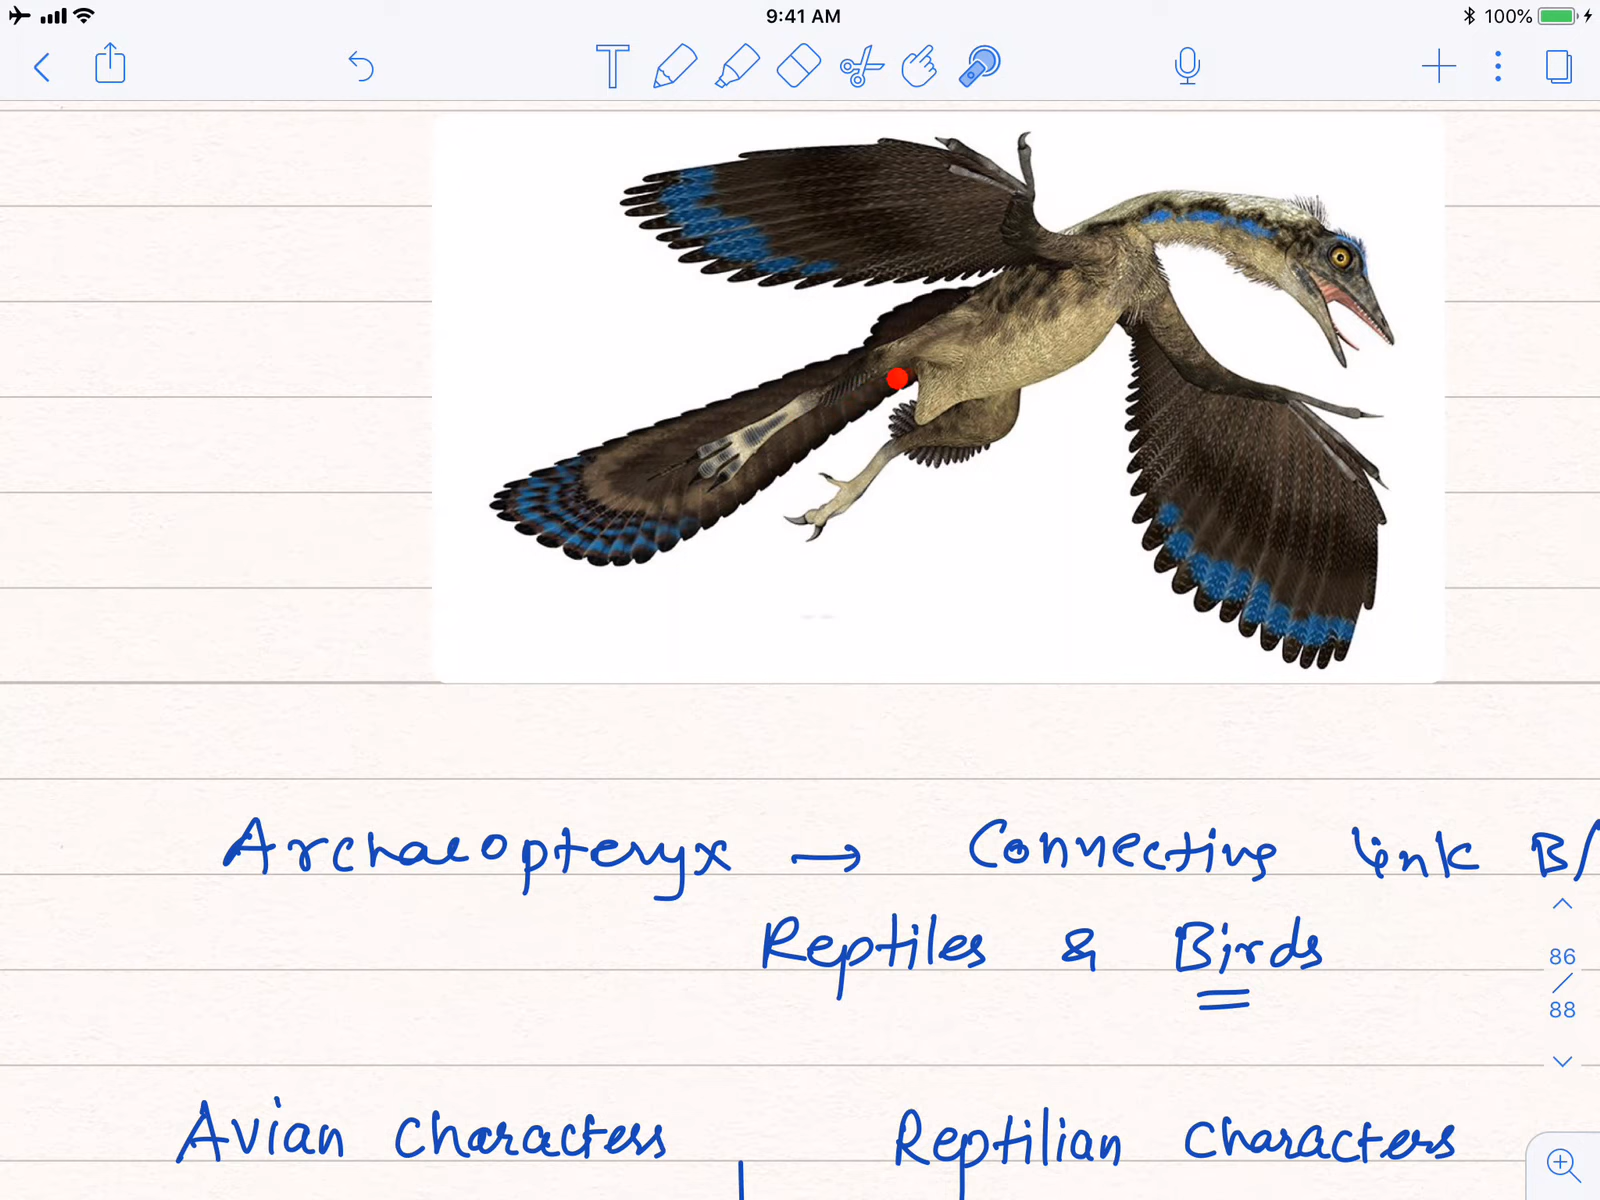 9:41 AM
100%
Archaeopteryx → Connecting link B/
Reptiles & Birds
86
/
88
Avian Characters Reptilian Characters